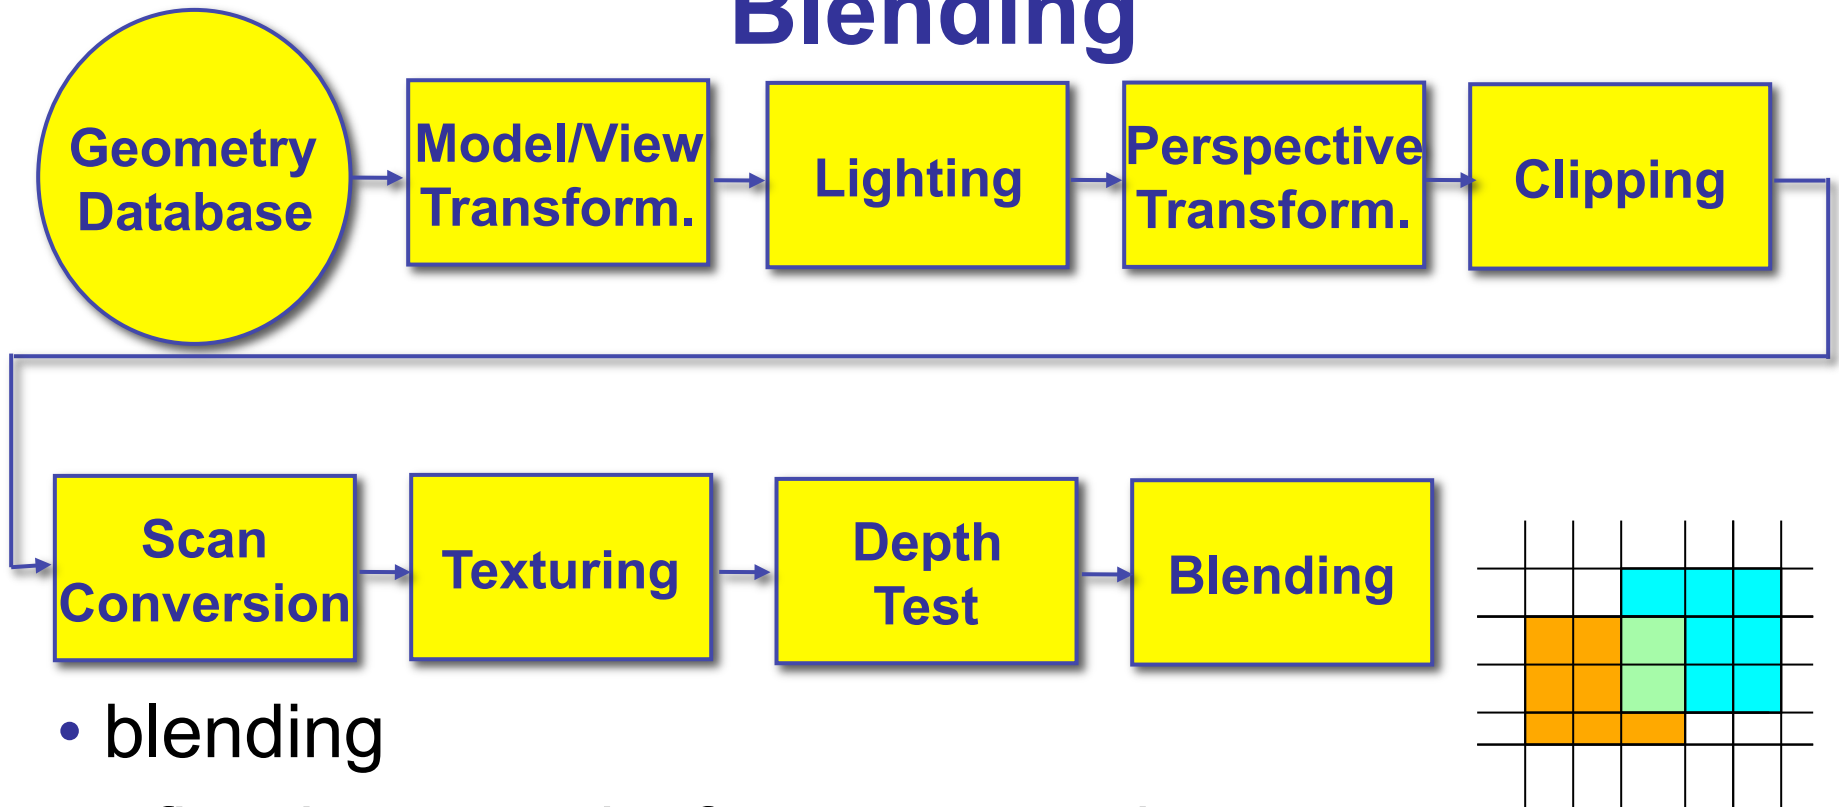 Blending
Geometry
Database
Model/View
Transform.
Lighting
Perspective
Transform.
Clipping
Scan
Conversion
Texturing
Depth
Test
Blending
• blending